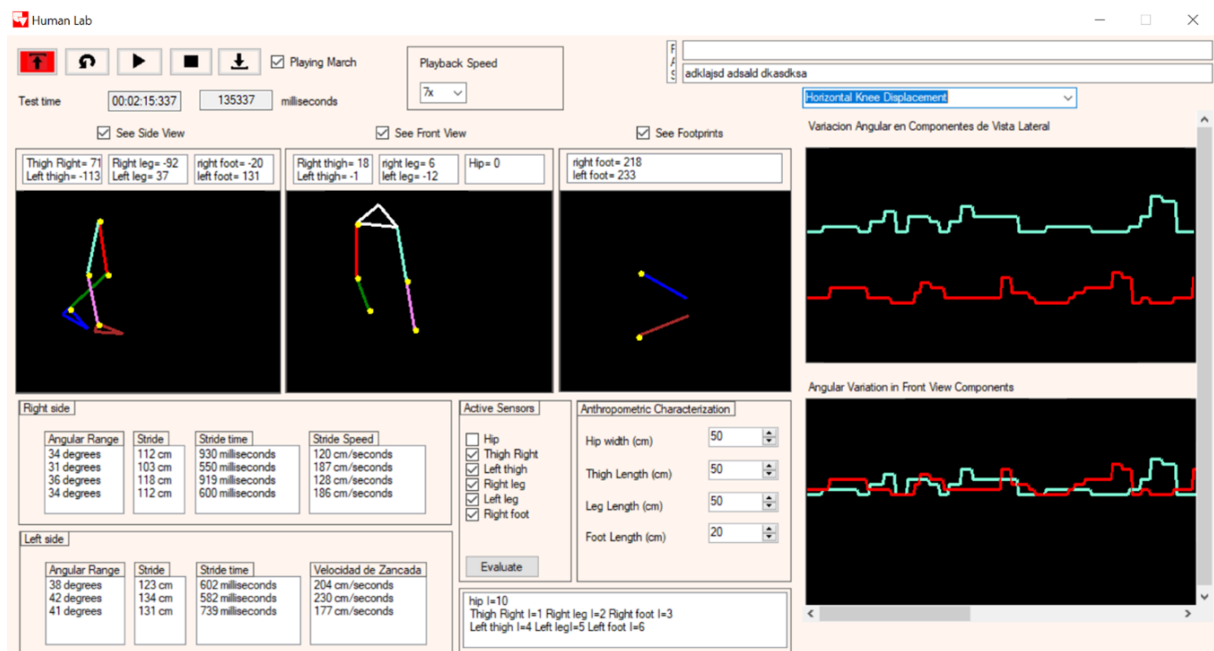 Human Lab
Playing March
Playback Speed
7x
Test time
00:02:15:337
135337
milliseconds
adklajsd adsald dkasdksa
Horizontal Knee Displacement
See Side View
See Front View
See Footprints
Variacion Angular en Componentes de Vista Lateral
Thigh Right= 71
Left thigh= -113
Right leg= -92
Left leg= 37
right foot= -20
left foot= 131
Right thigh= 18
Left thigh= -1
right leg= 6
left leg= -12
Hip= 0
right foot= 218
left foot= 233
Angular Variation in Front View Components
Right side
Angular Range Stride Stride time Stride Speed
34 degrees 112 cm 930 milliseconds 120 cm/seconds
31 degrees 103 cm 550 milliseconds 187 cm/seconds
36 degrees 118 cm 919 milliseconds 128 cm/seconds
34 degrees 112 cm 600 milliseconds 186 cm/seconds
Left side
Angular Range Stride Stride time Velocidad de Zancada
38 degrees 123 cm 602 milliseconds 204 cm/seconds
42 degrees 134 cm 582 milliseconds 230 cm/seconds
41 degrees 131 cm 739 milliseconds 177 cm/seconds
Active Sensors
Hip
Thigh Right
Left thigh
Right leg
Left leg
Right foot
Evaluate
Anthropometric Characterization
Hip width (cm) 50
Thigh Length (cm) 50
Leg Length (cm) 50
Foot Length (cm) 20
hip I=10
Thigh Right I=1 Right leg I=2 Right foot I=3
Left thigh I=4 Left legI=5 Left foot I=6